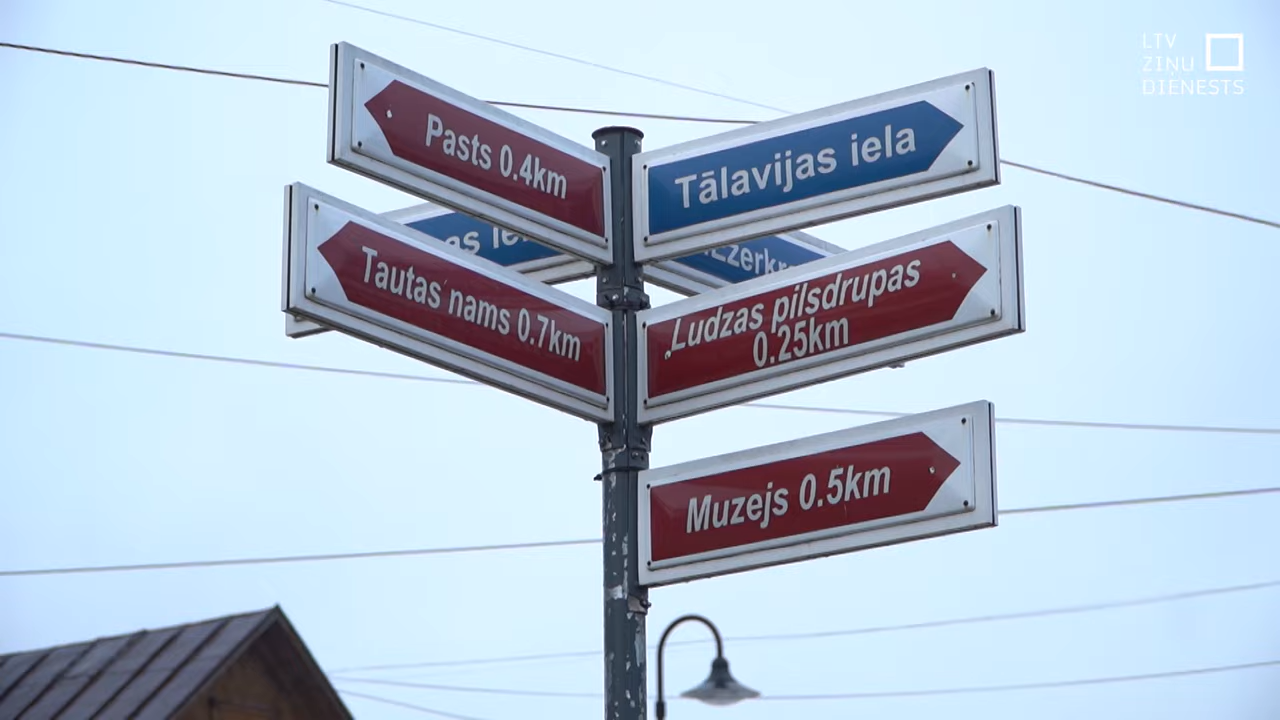 LTV
ZIŅU
DIENESTS
Pasts 0.4km
Tālavijas iela
Tautas nams 0.7km
Ludzas pilsdrupas
0.25km
Muzejs 0.5km